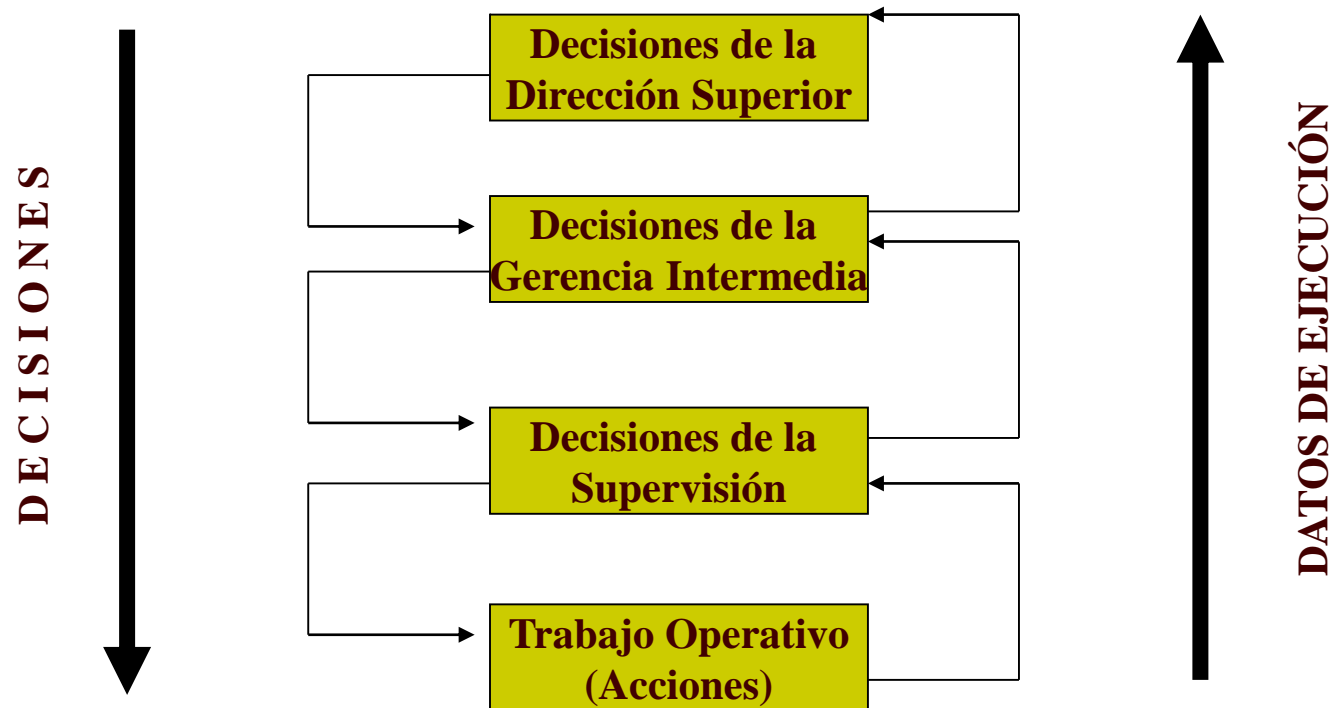 Decisiones de la
Dirección Superior
Decisiones de la
Gerencia Intermedia
Decisiones de la
Supervisión
Trabajo Operativo
(Acciones)
D E C I S I O N E S
DATOS DE EJECUCIÓN